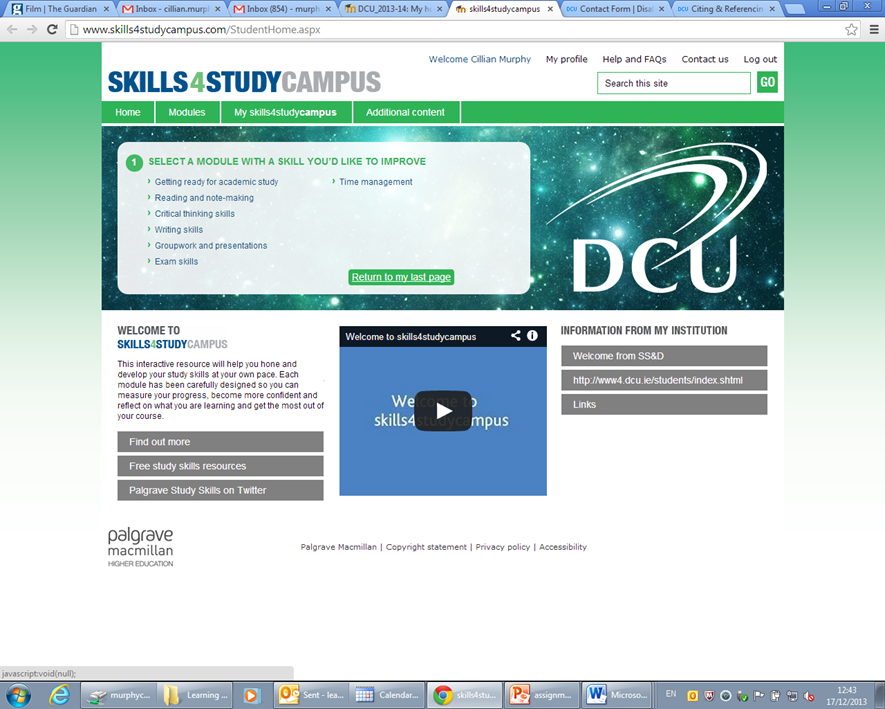 Film | The Guardian
Inbox - cillian.murp
Inbox (854) - murph
DCU_2013-14: My h
skills4studycampus
DCU Contact Form | Disa
DCU Citing & Referencin
www.skills4studycampus.com/StudentHome.aspx
Welcome Cillian Murphy My profile Help and FAQs Contact us Log out
SKILLS4STUDYCAMPUS
Search this site GO
Home Modules My skills4studycampus Additional content
1 SELECT A MODULE WITH A SKILL YOU'D LIKE TO IMPROVE
Getting ready for academic study
Reading and note-making
Critical thinking skills
Writing skills
Groupwork and presentations
Exam skills
Time management
Return to my last page
DCU
WELCOME TO
SKILLS4STUDYCAMPUS
This interactive resource will help you hone and
develop your study skills at your own pace. Each
module has been carefully designed so you can
measure your progress, become more confident and
reflect on what you are learning and get the most out of
your course.
Find out more
Free study skills resources
Palgrave Study Skills on Twitter
Welcome to skills4studycampus
Welcome to
skills4studycampus
INFORMATION FROM MY INSTITUTION
Welcome from SS&D
http://www4.dcu.ie/students/index.shtml
Links
palgrave
macmillan
HIGHER EDUCATION
Palgrave Macmillan | Copyright statement | Privacy policy | Accessibility
javascript:void(null);
murphyc...
Learning ...
Sent - lea...
Calendar...
skills4stu...
assignm...
Microso...
EN
12:43
17/12/2013